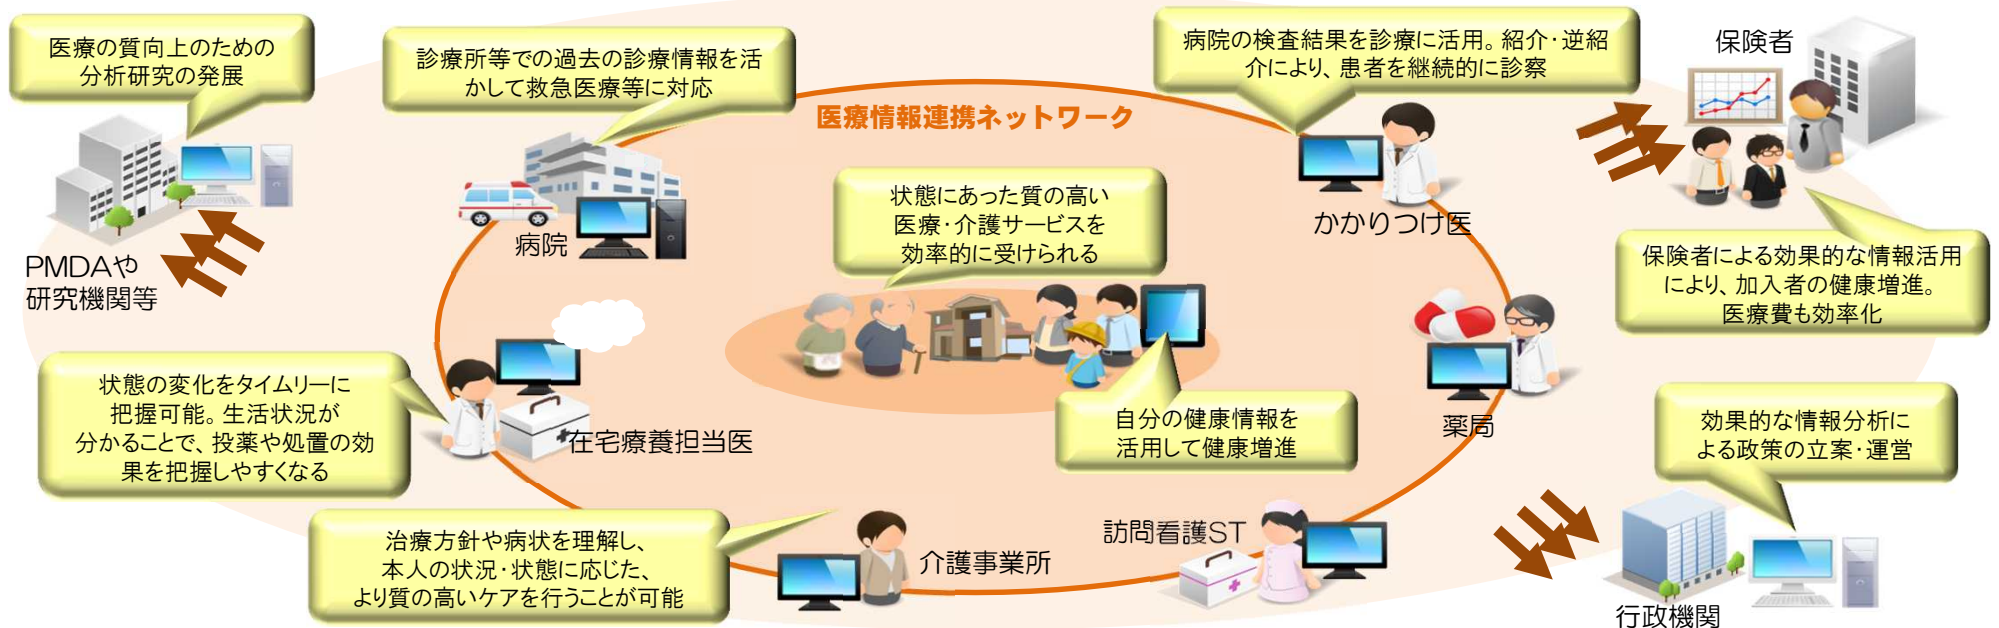 医療の質向上のための
分析研究の発展
PMDAや
研究機関等
診療所等での過去の診療情報を活
かして救急医療等に対応
病院
医療情報連携ネットワーク
病院の検査結果を診療に活用。紹介・逆紹
介により、患者を継続的に診察
かかりつけ医
保険者
保険者による効果的な情報活用
により、加入者の健康増進。
医療費も効率化
状態にあった質の高い
医療・介護サービスを
効率的に受けられる
自分の健康情報を
活用して健康増進
薬局
状態の変化をタイムリーに
把握可能。生活状況が
分かることで、投薬や処置の効
果を把握しやすくなる
在宅療養担当医
治療方針や病状を理解し、
本人の状況・状態に応じた、
より質の高いケアを行うことが可能
介護事業所
訪問看護ST
効果的な情報分析に
よる政策の立案・運営
行政機関